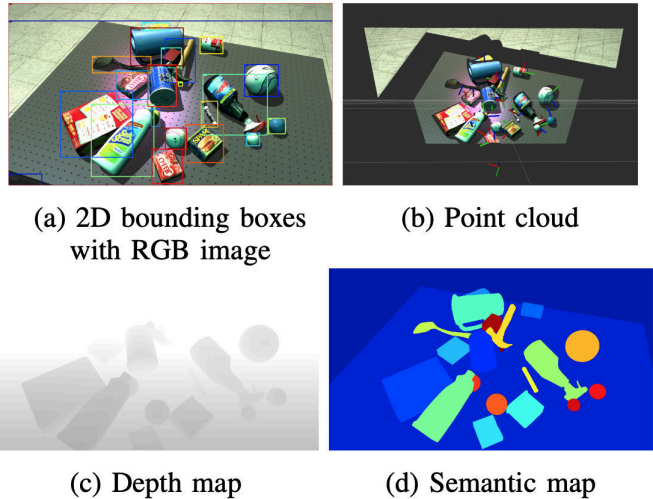 (a) 2D bounding boxes
with RGB image
(b) Point cloud
(c) Depth map
(d) Semantic map